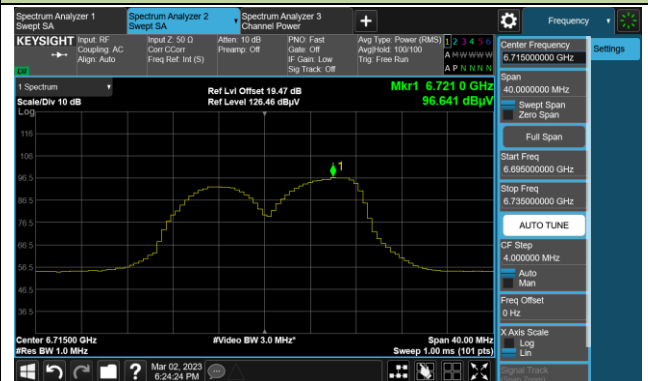 Spectrum Analyzer 1
Swept SA
Spectrum Analyzer 2
Swept SA
Spectrum Analyzer 3
Channel Power
Frequency
KEYSIGHT
Input: RF
Coupling: AC
Align: Auto
Input Z: 50 Ω
Corr CCorr
Freq Ref: Int (S)
Atten: 10 dB
Preamp: Off
PNO: Fast
Gate: Off
IF Gain: Low
Sig Track: Off
Avg Type: Power (RMS)
Avg|Hold: 100/100
Trig: Free Run
1 2 3 4 5 6
A W W W W W
A P N N N N
1 Spectrum
Scale/Div 10 dB
Log
Ref Lvl Offset 19.47 dB
Ref Level 126.46 dBμV
Mkr1 6.721 0 GHz
96.641 dBμV
116
106
96.5
86.5
76.5
66.5
56.5
46.5
36.5
1
Center 6.71500 GHz
#Res BW 1.0 MHz
#Video BW 3.0 MHz*
Span 40.00 MHz
Sweep 1.00 ms (101 pts)
Mar 02, 2023
6:24:24 PM
Center Frequency
6.715000000 GHz
Settings
Span
40.0000000 MHz
Swept Span
Zero Span
Full Span
Start Freq
6.695000000 GHz
Stop Freq
6.735000000 GHz
AUTO TUNE
CF Step
4.000000 MHz
Auto
Man
Freq Offset
0 Hz
X Axis Scale
Log
Lin
Signal Track
(Span Zoom)